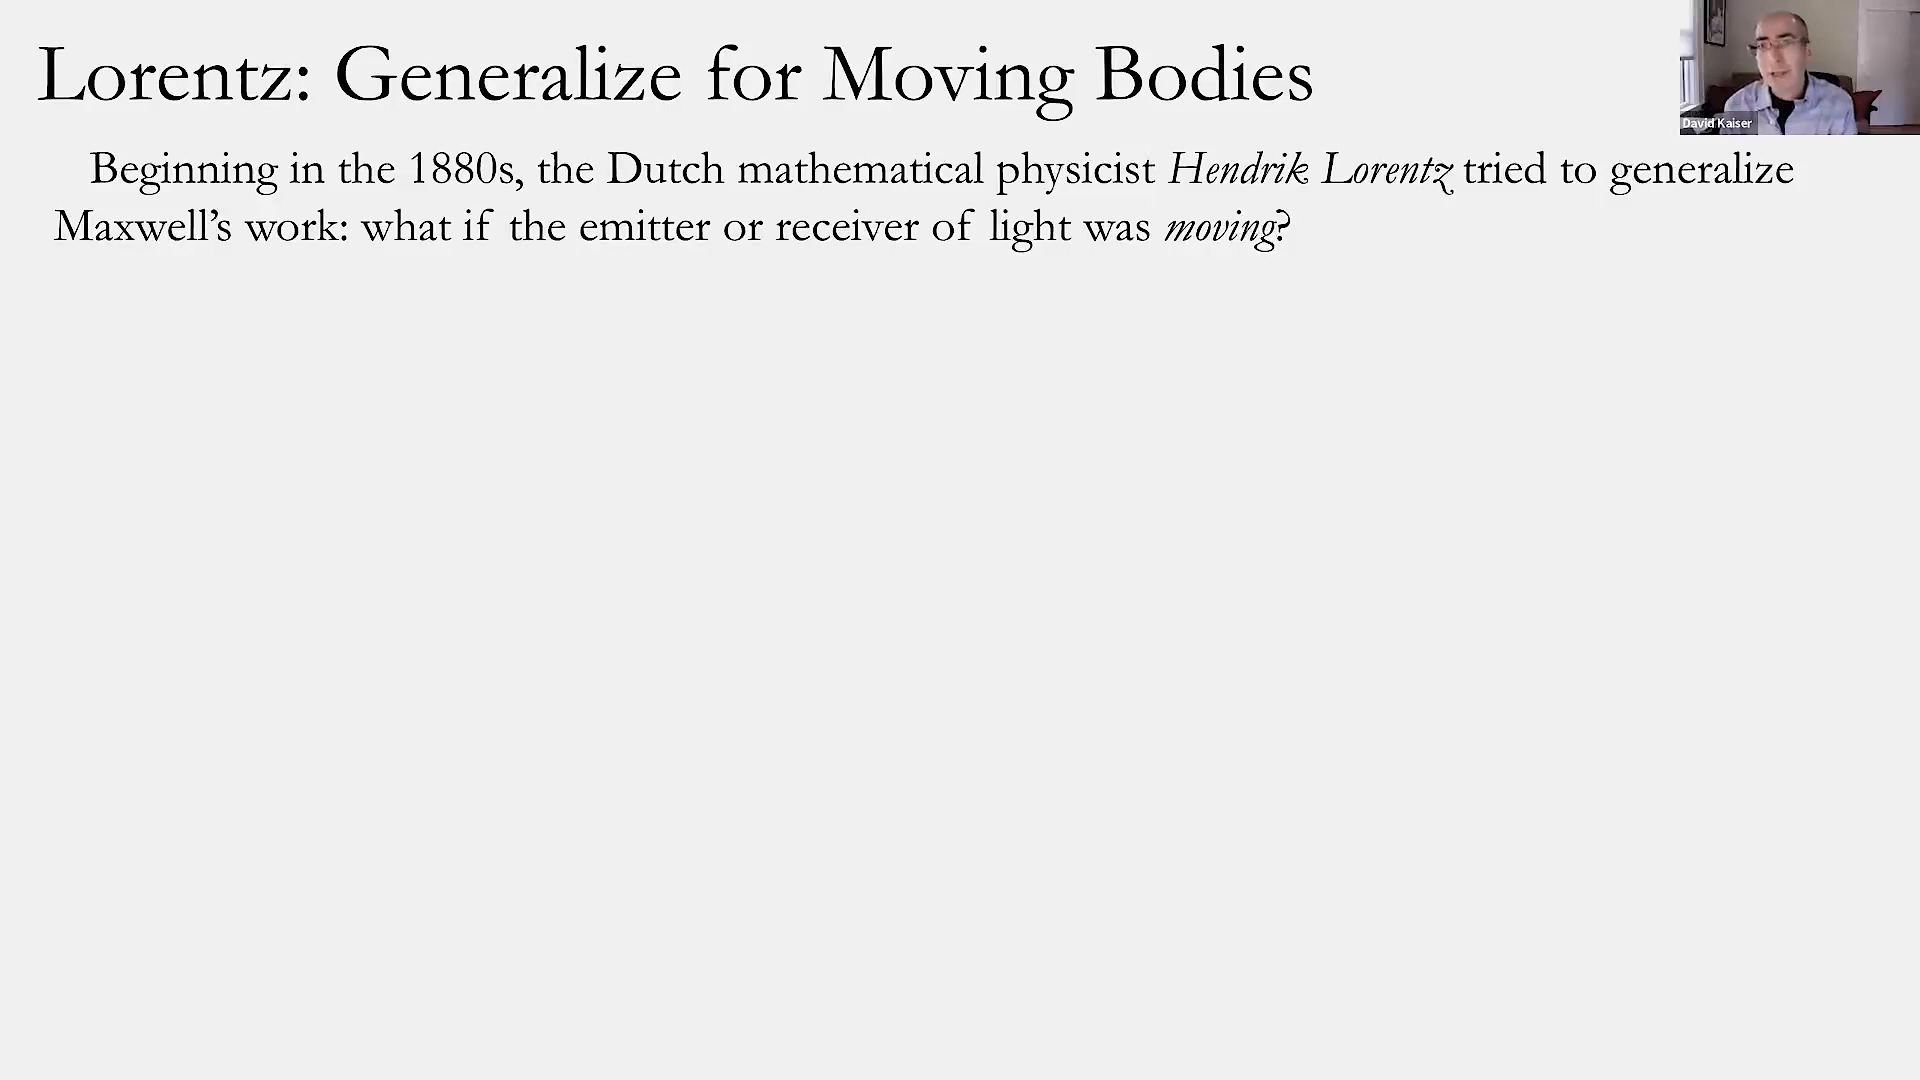 Lorentz: Generalize for Moving Bodies
Beginning in the 1880s, the Dutch mathematical physicist Hendrik Lorentz tried to generalize
Maxwell’s work: what if the emitter or receiver of light was moving?
David Kaiser